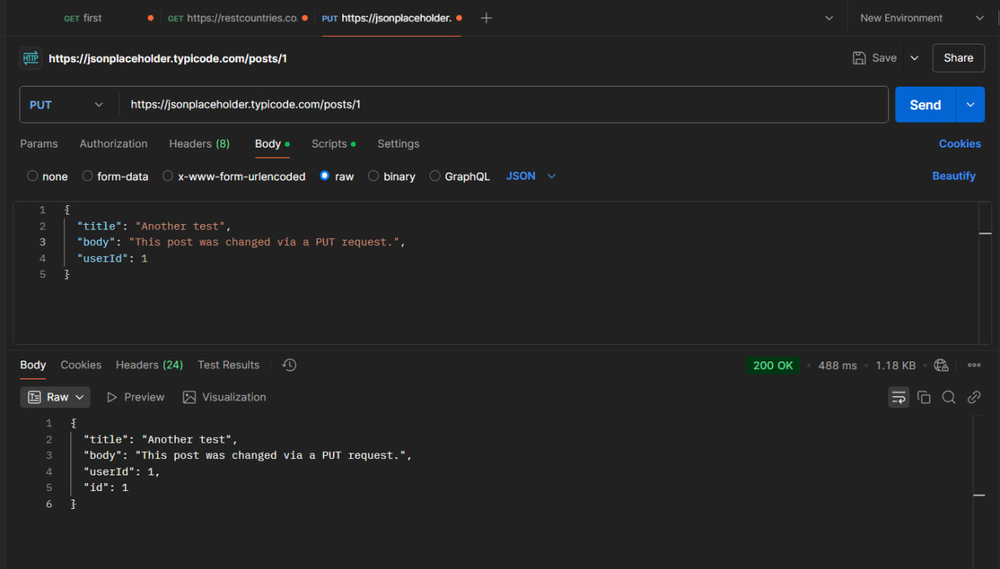 GET first GET https://restcountries.co PUT https://jsonplaceholder. New Environment
HTTP https://jsonplaceholder.typicode.com/posts/1 Save Share
PUT https://jsonplaceholder.typicode.com/posts/1 Send
Params Authorization Headers (8) Body Scripts Settings Cookies
none form-data x-www-form-urlencoded raw binary GraphQL JSON Beautify
1 {
2 "title": "Another test",
3 "body": "This post was changed via a PUT request.",
4 "userId": 1
5 }
Body Cookies Headers (24) Test Results 200 OK • 488 ms • 1.18 KB •
Raw Preview Visualization
1 {
2 "title": "Another test",
3 "body": "This post was changed via a PUT request.",
4 "userId": 1,
5 "id": 1
6 }